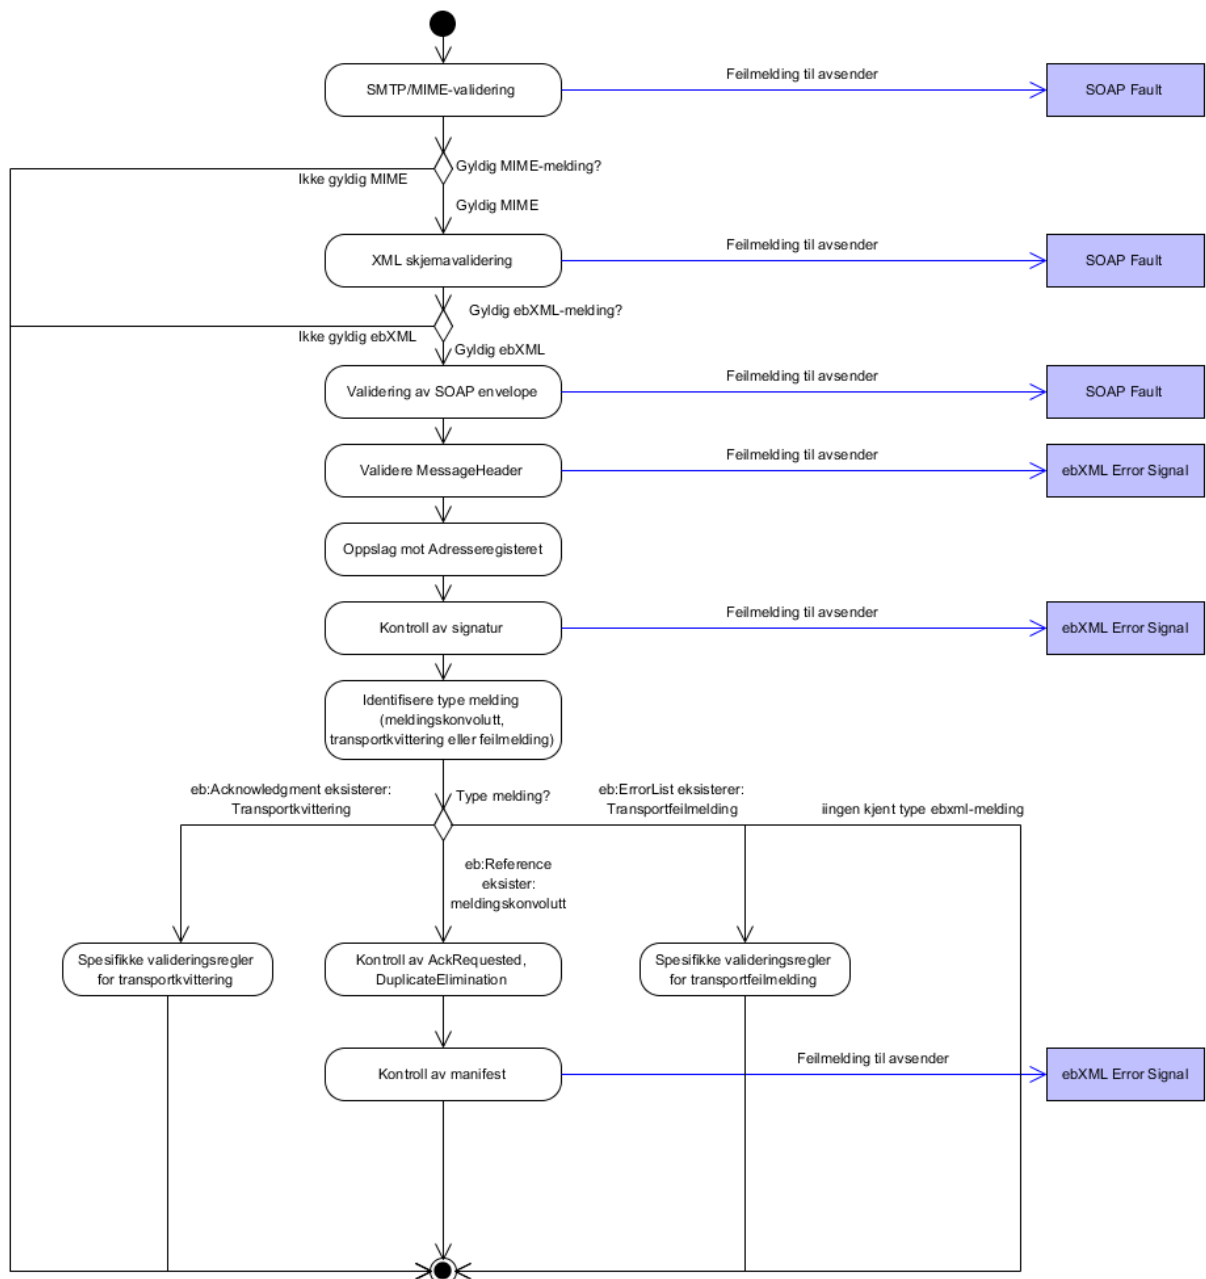 SMTP/MIME-validering
Feilmelding til avsender
SOAP Fault
Gyldig MIME-melding?
Ikke gyldig MIME
Gyldig MIME
XML skjemavalidering
Feilmelding til avsender
SOAP Fault
Gyldig ebXML-melding?
Ikke gyldig ebXML
Gyldig ebXML
Validering av SOAP envelope
Feilmelding til avsender
SOAP Fault
Validere MessageHeader
Feilmelding til avsender
ebXML Error Signal
Oppslag mot Adresseregisteret
Kontroll av signatur
Feilmelding til avsender
ebXML Error Signal
Identifisere type melding
(meldingskonvolutt,
transportkvittering eller feilmelding)
eb:Acknowledgment eksisterer:
Transportkvittering
Type melding?
eb:ErrorList eksisterer:
Transportfeilmelding
iingen kjent type ebxml-melding
eb:Reference
eksister:
meldingskonvolutt
Spesifikke valideringsregler
for transportkvittering
Kontroll av AckRequested,
DuplicateElimination
Spesifikke valideringsregler
for transportfeilmelding
Kontroll av manifest
Feilmelding til avsender
ebXML Error Signal